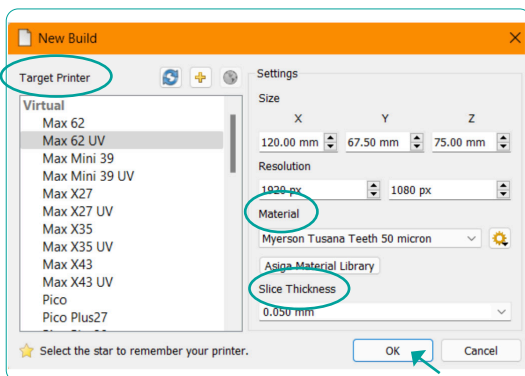 New Build
Target Printer
Virtual
Max 62
Max 62 UV
Max Mini 39
Max Mini 39 UV
Max X27
Max X27 UV
Max X35
Max X35 UV
Max X43
Max X43 UV
Pico
Pico Plus27
Settings
Size
X Y Z
120.00 mm 67.50 mm 75.00 mm
Resolution
1920 px 1080 px
Material
Myerson Tusana Teeth 50 micron
Asiga Material Library
Slice Thickness
0.050 mm
Select the star to remember your printer.
OK Cancel